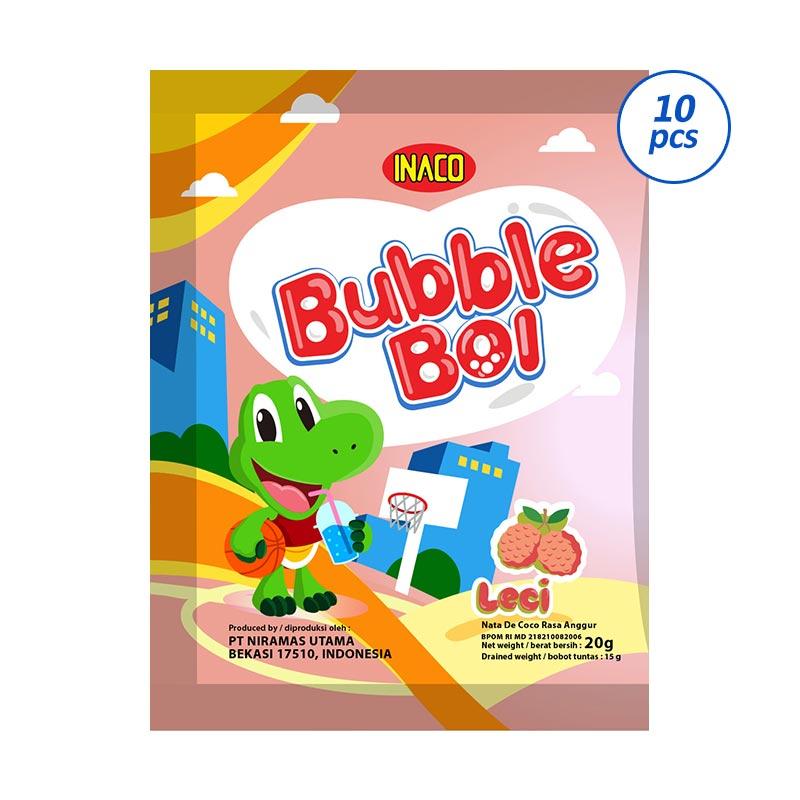 10
pcs
INACO
Bubble
Bol
Leci
Nata De Coco Rasa Anggur
BPOM RI MD 218210082006
Net weight / berat bersih : 20g
Drained weight / bobot tuntas : 15 g
Produced by / diproduksi oleh :
PT NIRAMAS UTAMA
BEKASI 17510, INDONESIA